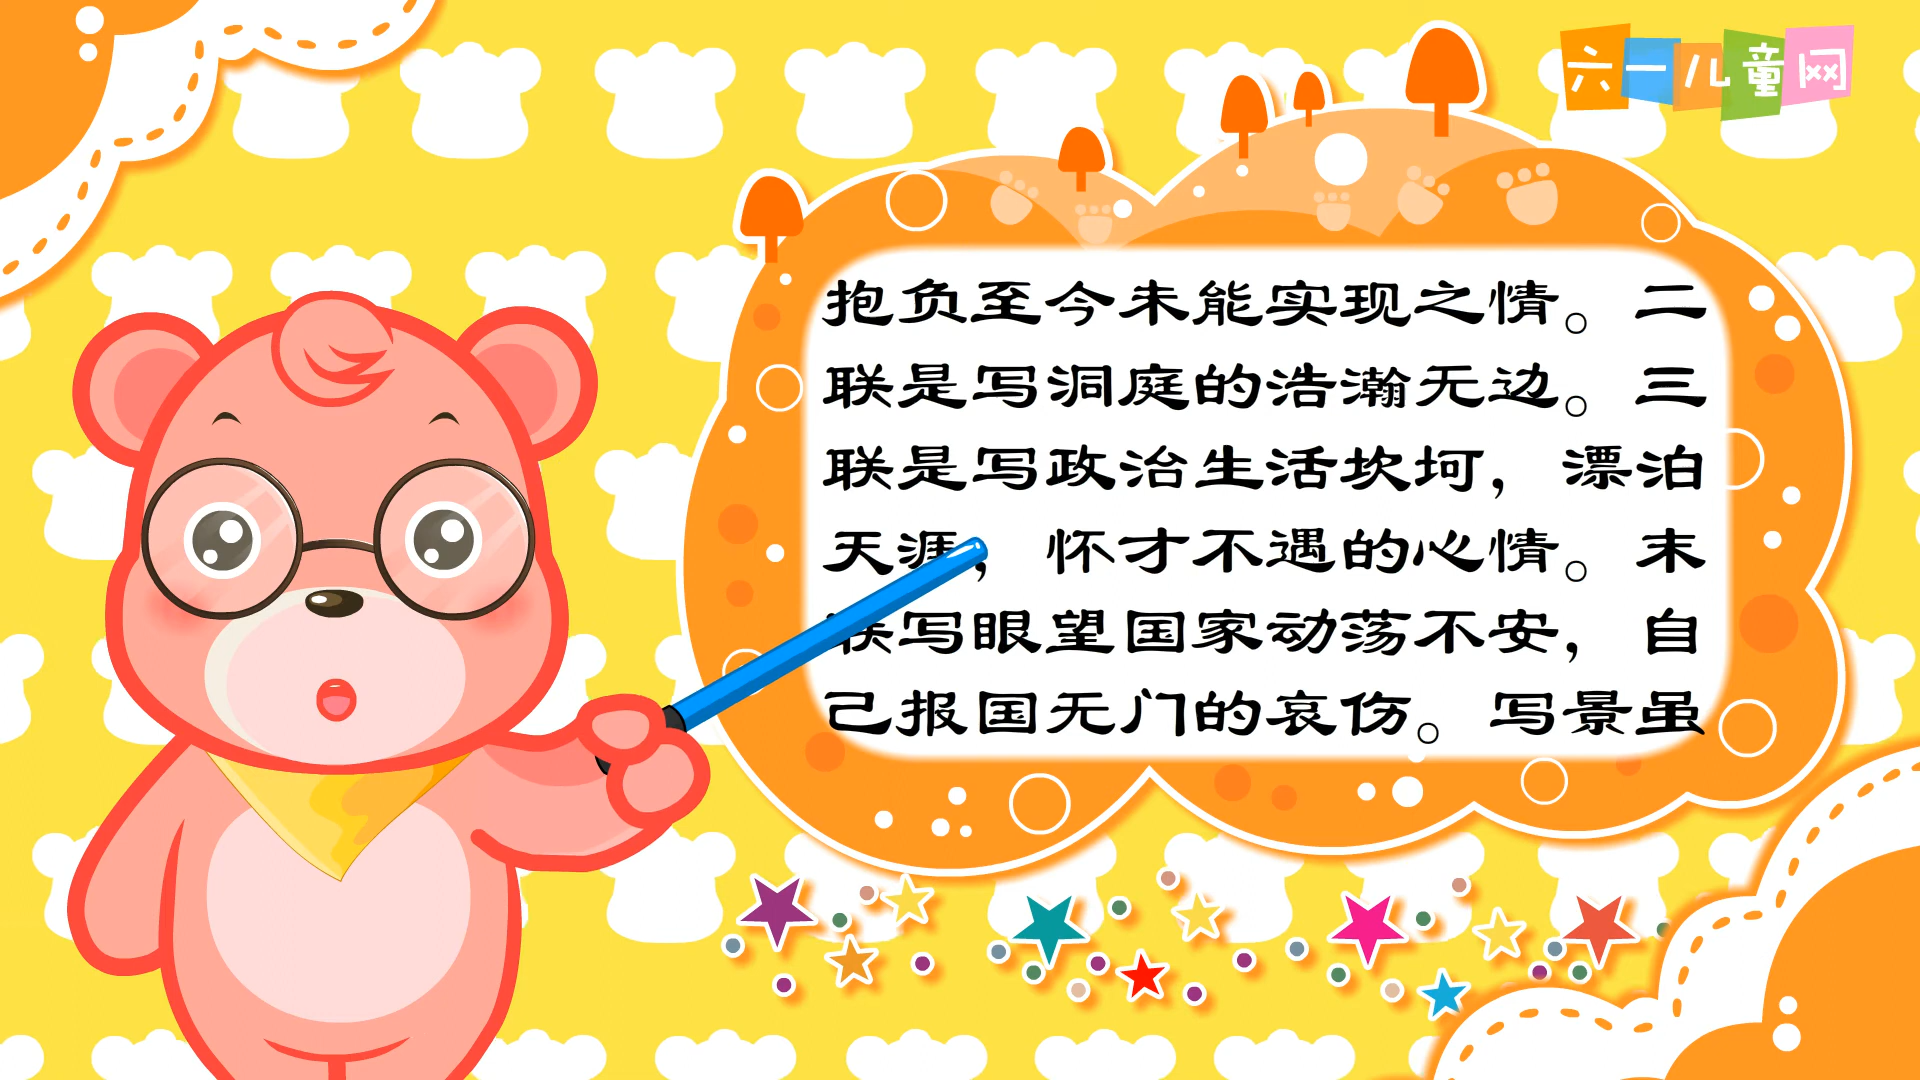 六一儿童网
抱负至今未能实现之情。二
联是写洞庭的浩瀚无边。三
联是写政治生活坎坷，漂泊
天涯，怀才不遇的心情。末
联写眼望国家动荡不安，自
己报国无门的哀伤。写景虽